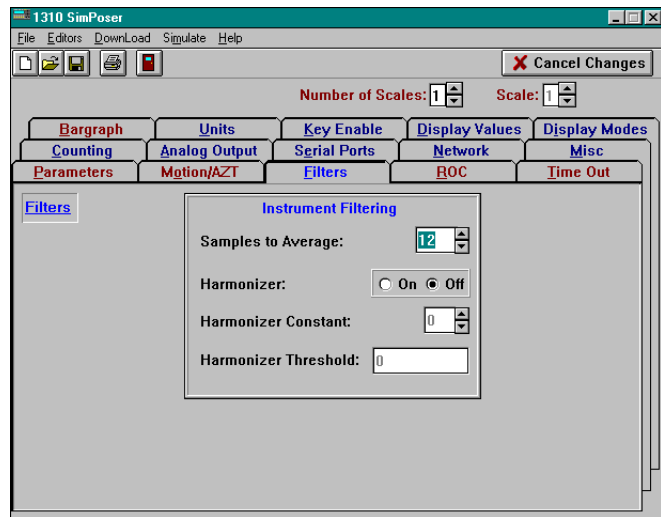 1310 SimPoser
File Editors DownLoad Simulate Help
Cancel Changes
Number of Scales: 1 Scale: 1
Bargraph Units Key Enable Display Values Display Modes
Counting Analog Output Serial Ports Network Misc
Parameters Motion/AZT Filters ROC Time Out
Filters
Instrument Filtering
Samples to Average: 12
Harmonizer: On Off
Harmonizer Constant: 0
Harmonizer Threshold: 0